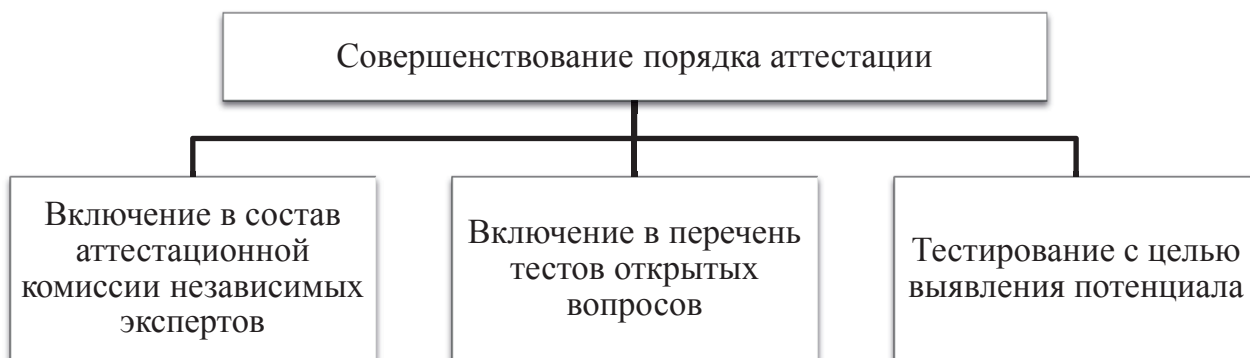 Совершенствование порядка аттестации
Включение в состав
аттестационной
комиссии независимых
экспертов
Включение в перечень
тестов открытых
вопросов
Тестирование с целью
выявления потенциала